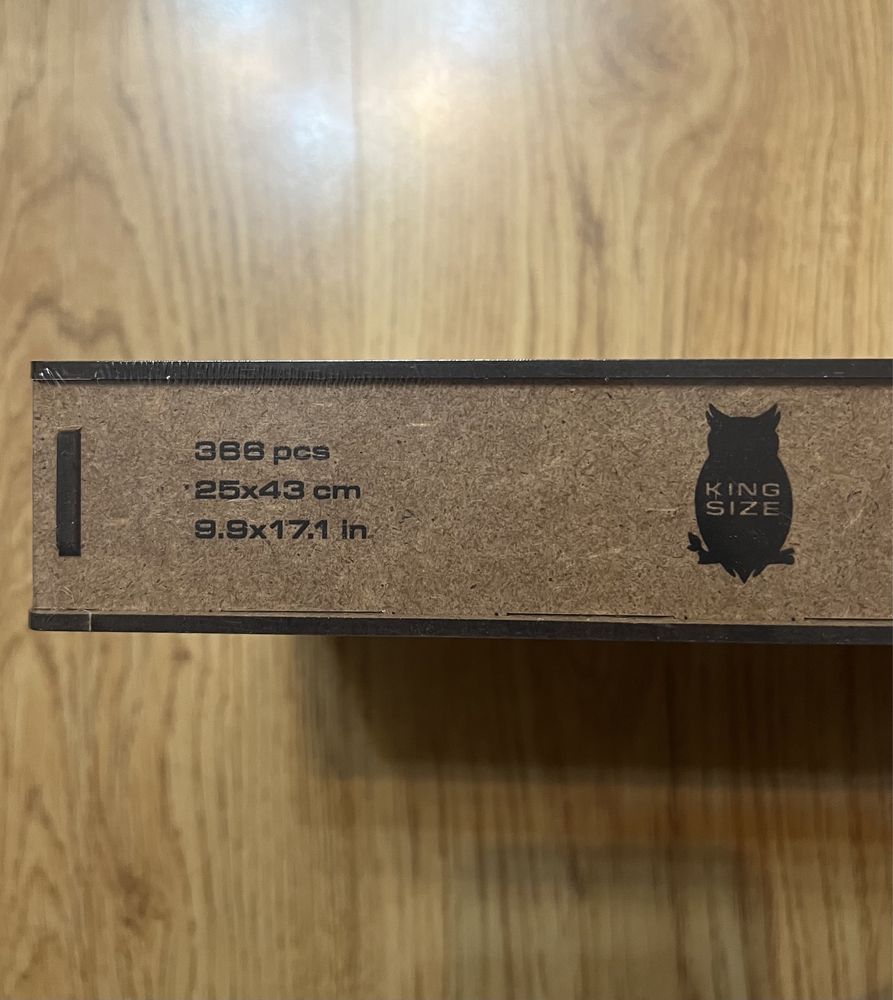 366 pcs
25x43 cm
9.9x17.1 in
KING
SIZE